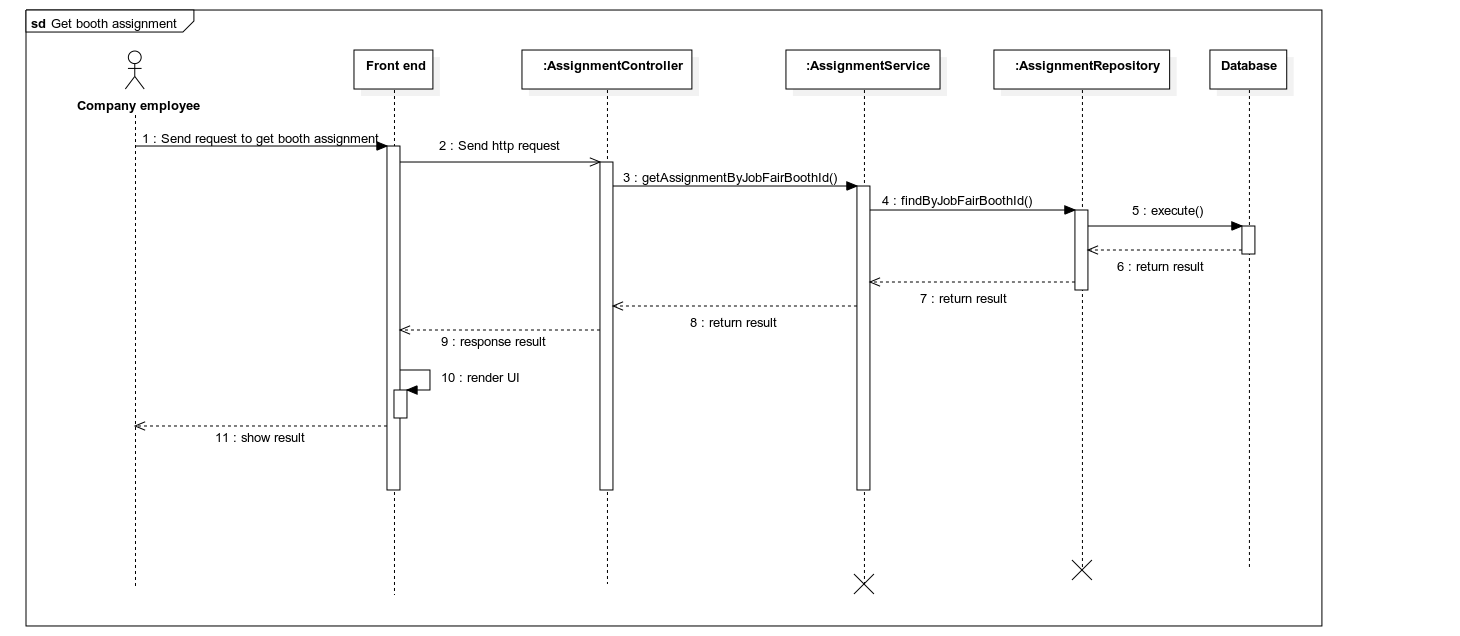 sd Get booth assignment
Company employee
Front end
:AssignmentController
:AssignmentService
:AssignmentRepository
Database
1 : Send request to get booth assignment
2 : Send http request
3 : getAssignmentByJobFairBoothId()
4 : findByJobFairBoothId()
5 : execute()
6 : return result
7 : return result
8 : return result
9 : response result
10 : render UI
11 : show result